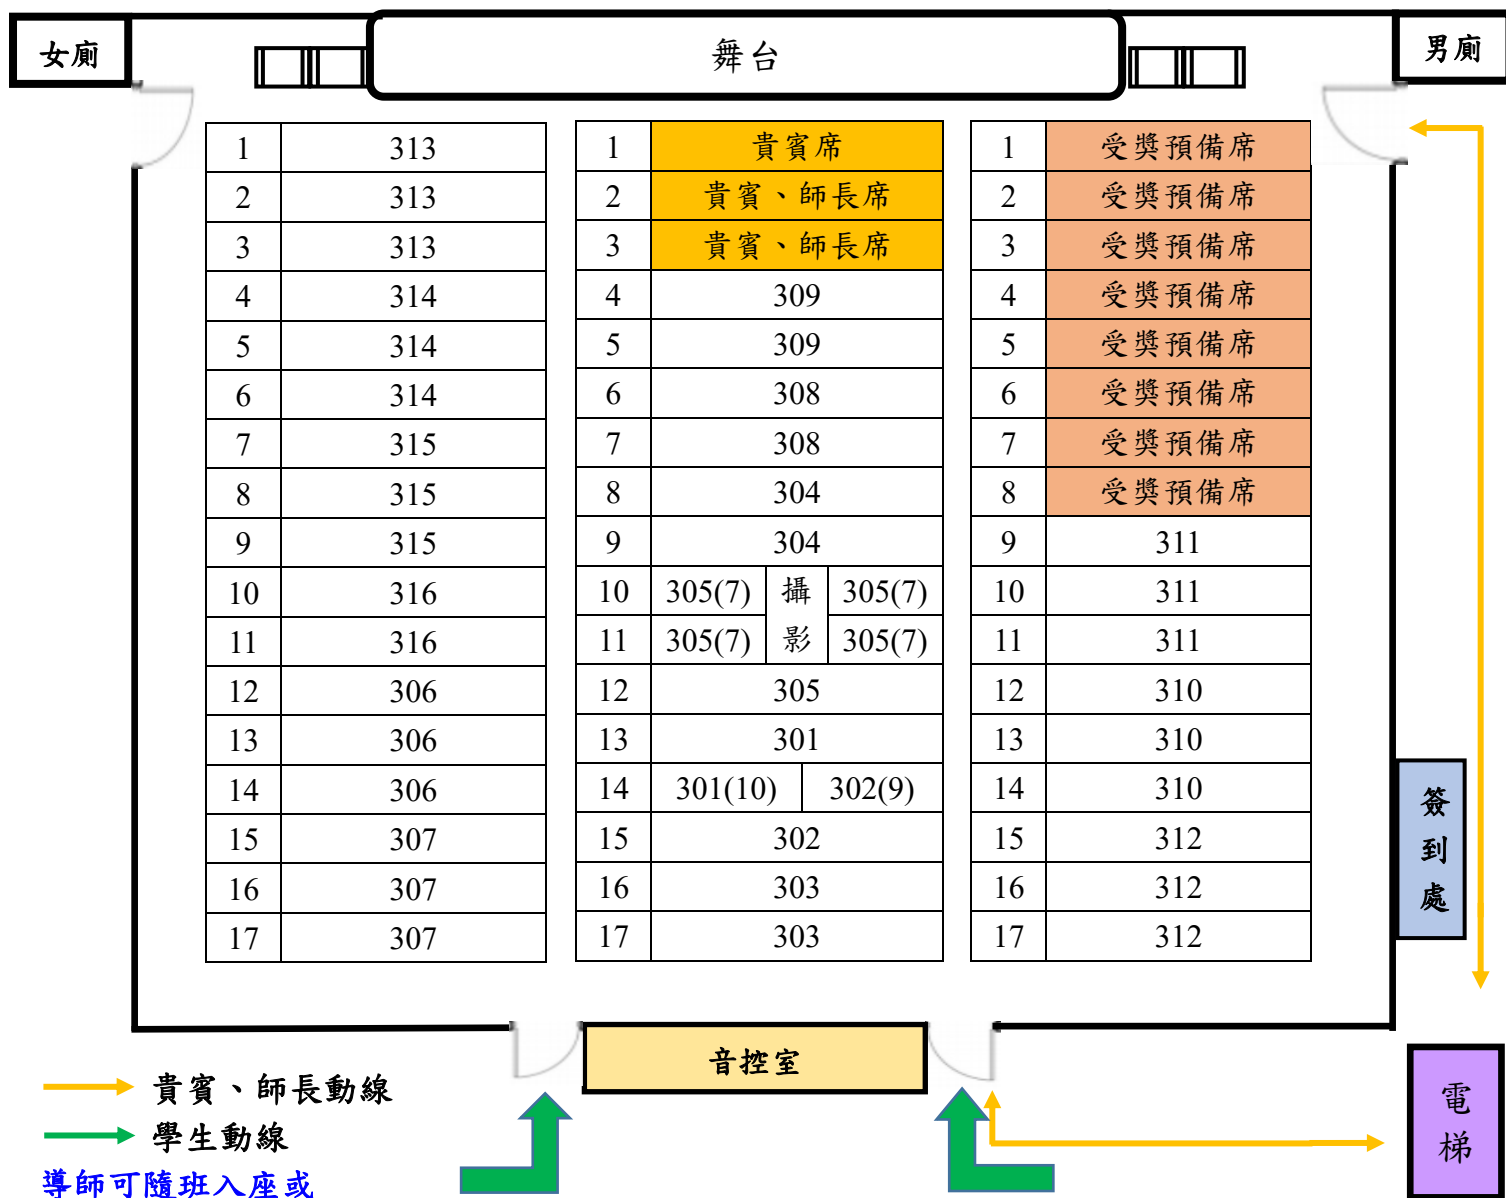 女廁
舞台
男廁
1 313 1 貴賓席 1 受獎預備席
2 313 2 貴賓、師長席 2 受獎預備席
3 313 3 貴賓、師長席 3 受獎預備席
4 314 4 309 4 受獎預備席
5 314 5 309 5 受獎預備席
6 314 6 308 6 受獎預備席
7 315 7 308 7 受獎預備席
8 315 8 304 8 受獎預備席
9 315 9 304 9 311
10 316 10 305(7) 攝 305(7) 10 311
11 316 11 305(7) 影 305(7) 11 311
12 306 12 305 12 310
13 306 13 301 13 310
14 306 14 301(10) 302(9) 14 310
15 307 15 302 15 312
16 307 16 303 16 312
17 307 17 303 17 312
簽
到
處
音控室
貴賓、師長動線
學生動線
導師可隨班入座或
電
梯